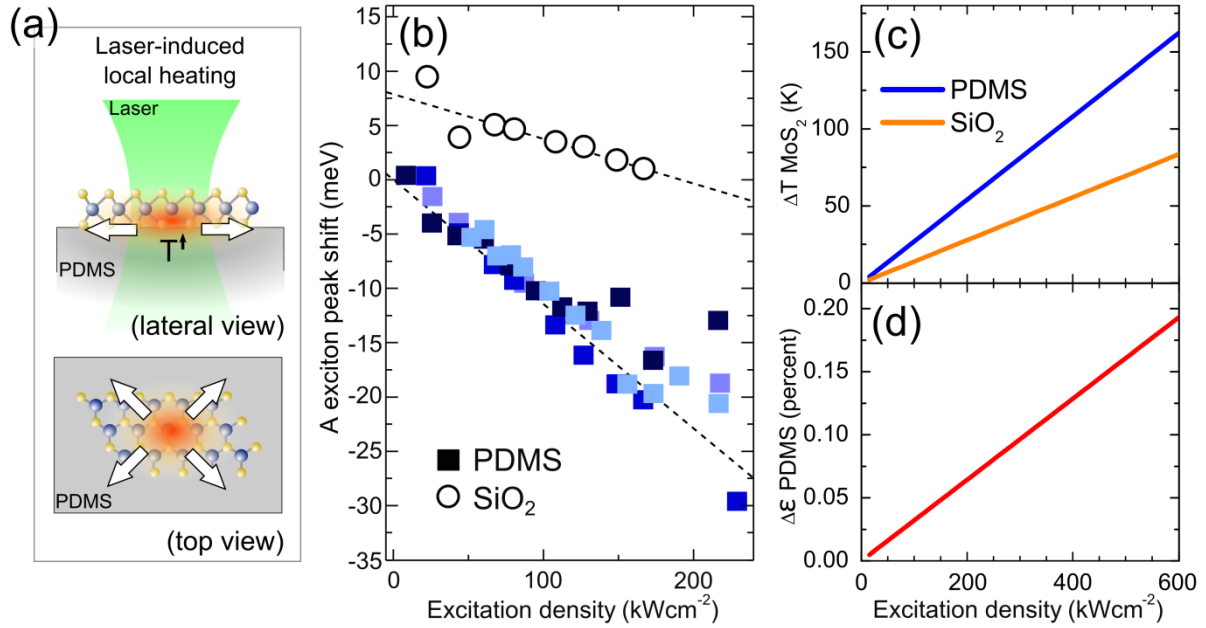 (a)
Laser-induced
local heating
Laser
T
PDMS
(lateral view)
PDMS
(top view)
(b)
A exciton peak shift (meV)
15
10
5
0
-5
-10
-15
-20
-25
-30
-35
PDMS
SiO₂
0
100
200
Excitation density (kWcm⁻²)
(c)
ΔT MoS₂ (K)
150
100
50
0
PDMS
SiO₂
(d)
Δε PDMS (percent)
0.20
0.15
0.10
0.05
0.00
0
200
400
600
Excitation density (kWcm⁻²)